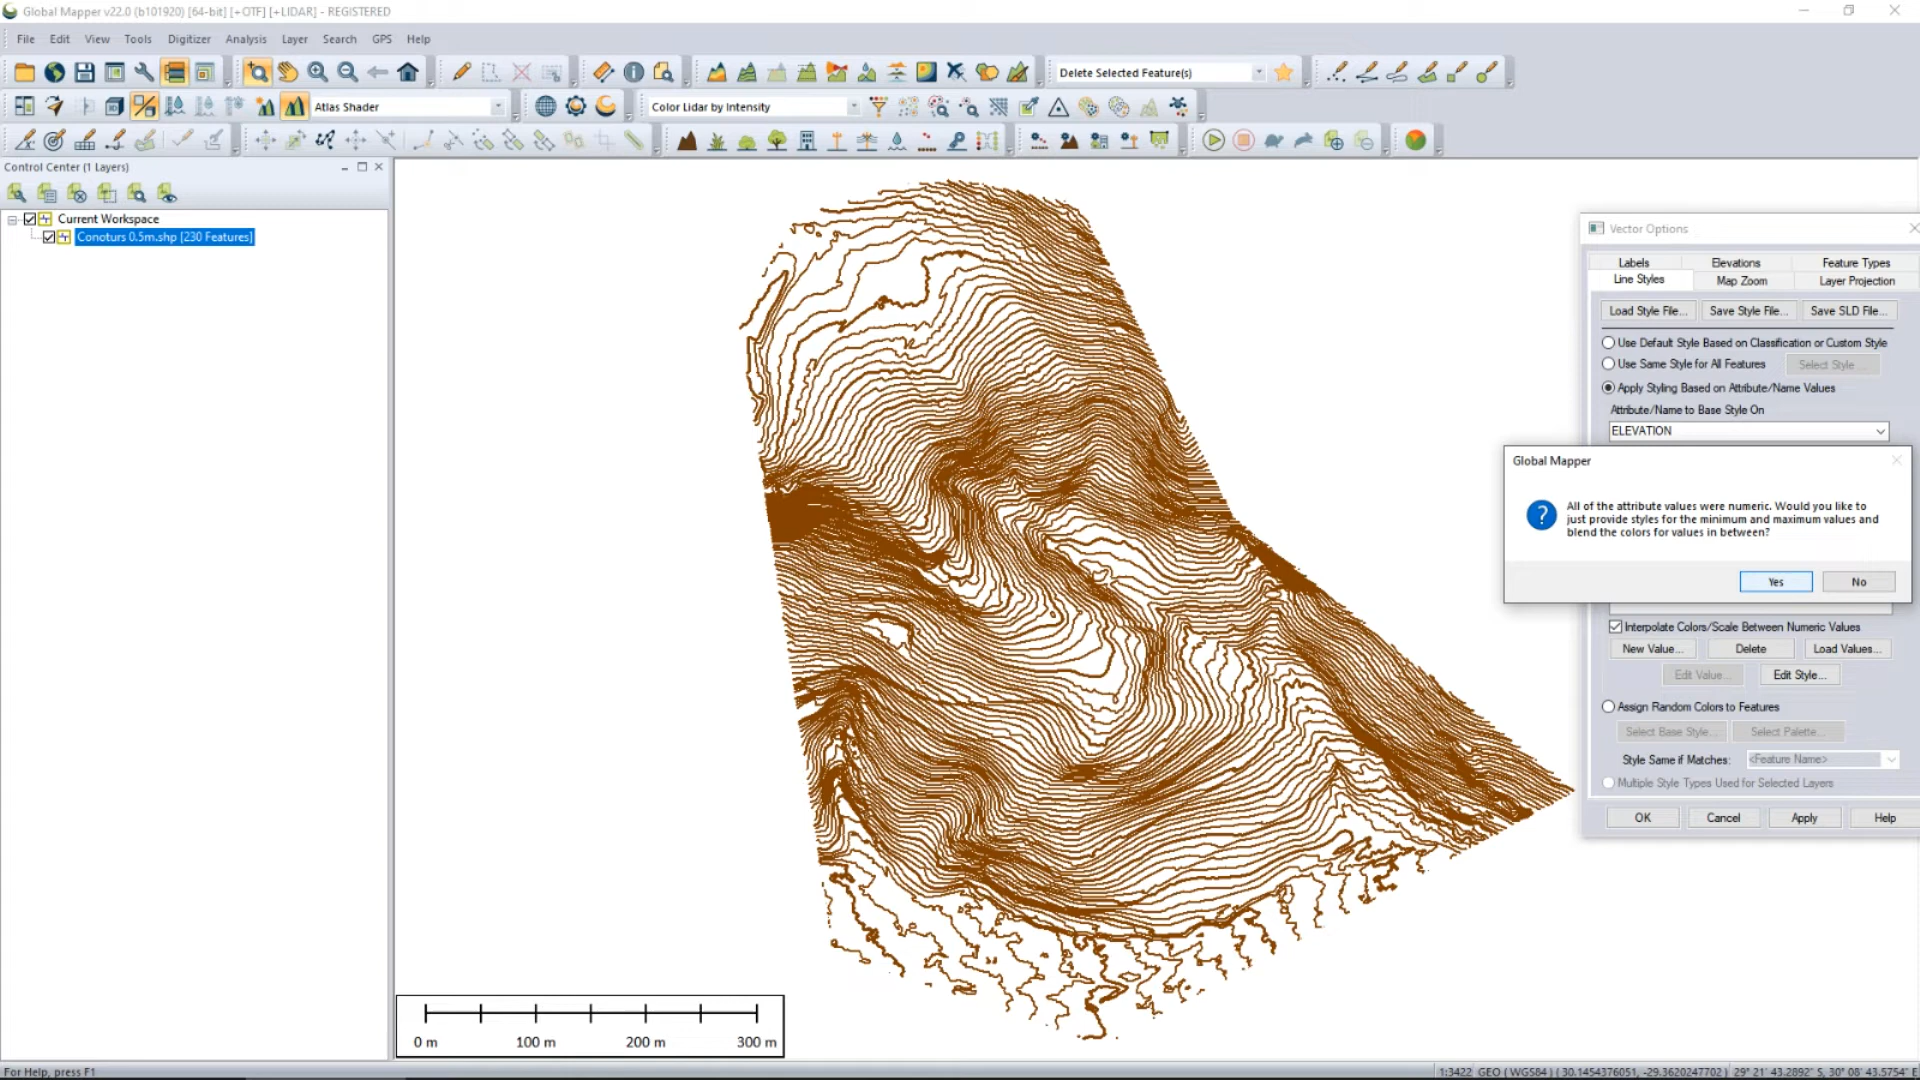 Global Mapper v22.0 (b101920) [64-bit] [+OTF] [+LIDAR] - REGISTERED
File Edit View Tools Digitizer Analysis Layer Search GPS Help
Delete Selected Feature(s)
Atlas Shader
Color Lidar by Intensity
Control Center (1 Layers)
Current Workspace
Conoturs 0.5m.shp [230 Features]
Vector Options
Labels Elevations Feature Types
Line Styles Map Zoom Layer Projection
Load Style File... Save Style File... Save SLD File...
Use Default Style Based on Classification or Custom Style
Use Same Style for All Features Select Style...
Apply Styling Based on Attribute/Name Values
Attribute/Name to Base Style On
ELEVATION
Global Mapper
All of the attribute values were numeric. Would you like to
just provide styles for the minimum and maximum values and
blend the colors for values in between?
Yes No
Interpolate Colors/Scale Between Numeric Values
New Value... Delete Load Values...
Edit Value... Edit Style...
Assign Random Colors to Features
Select Base Style... Select Palette...
Style Same if Matches: <Feature Name>
Multiple Style Types Used for Selected Layers
OK Cancel Apply Help
0 m 100 m 200 m 300 m
For Help, press F1
1:3422 GEO (WGS84) ( 30.1454376051, -29.3620247702 ) 29° 21' 43.2892" S, 30° 08' 43.5754" E